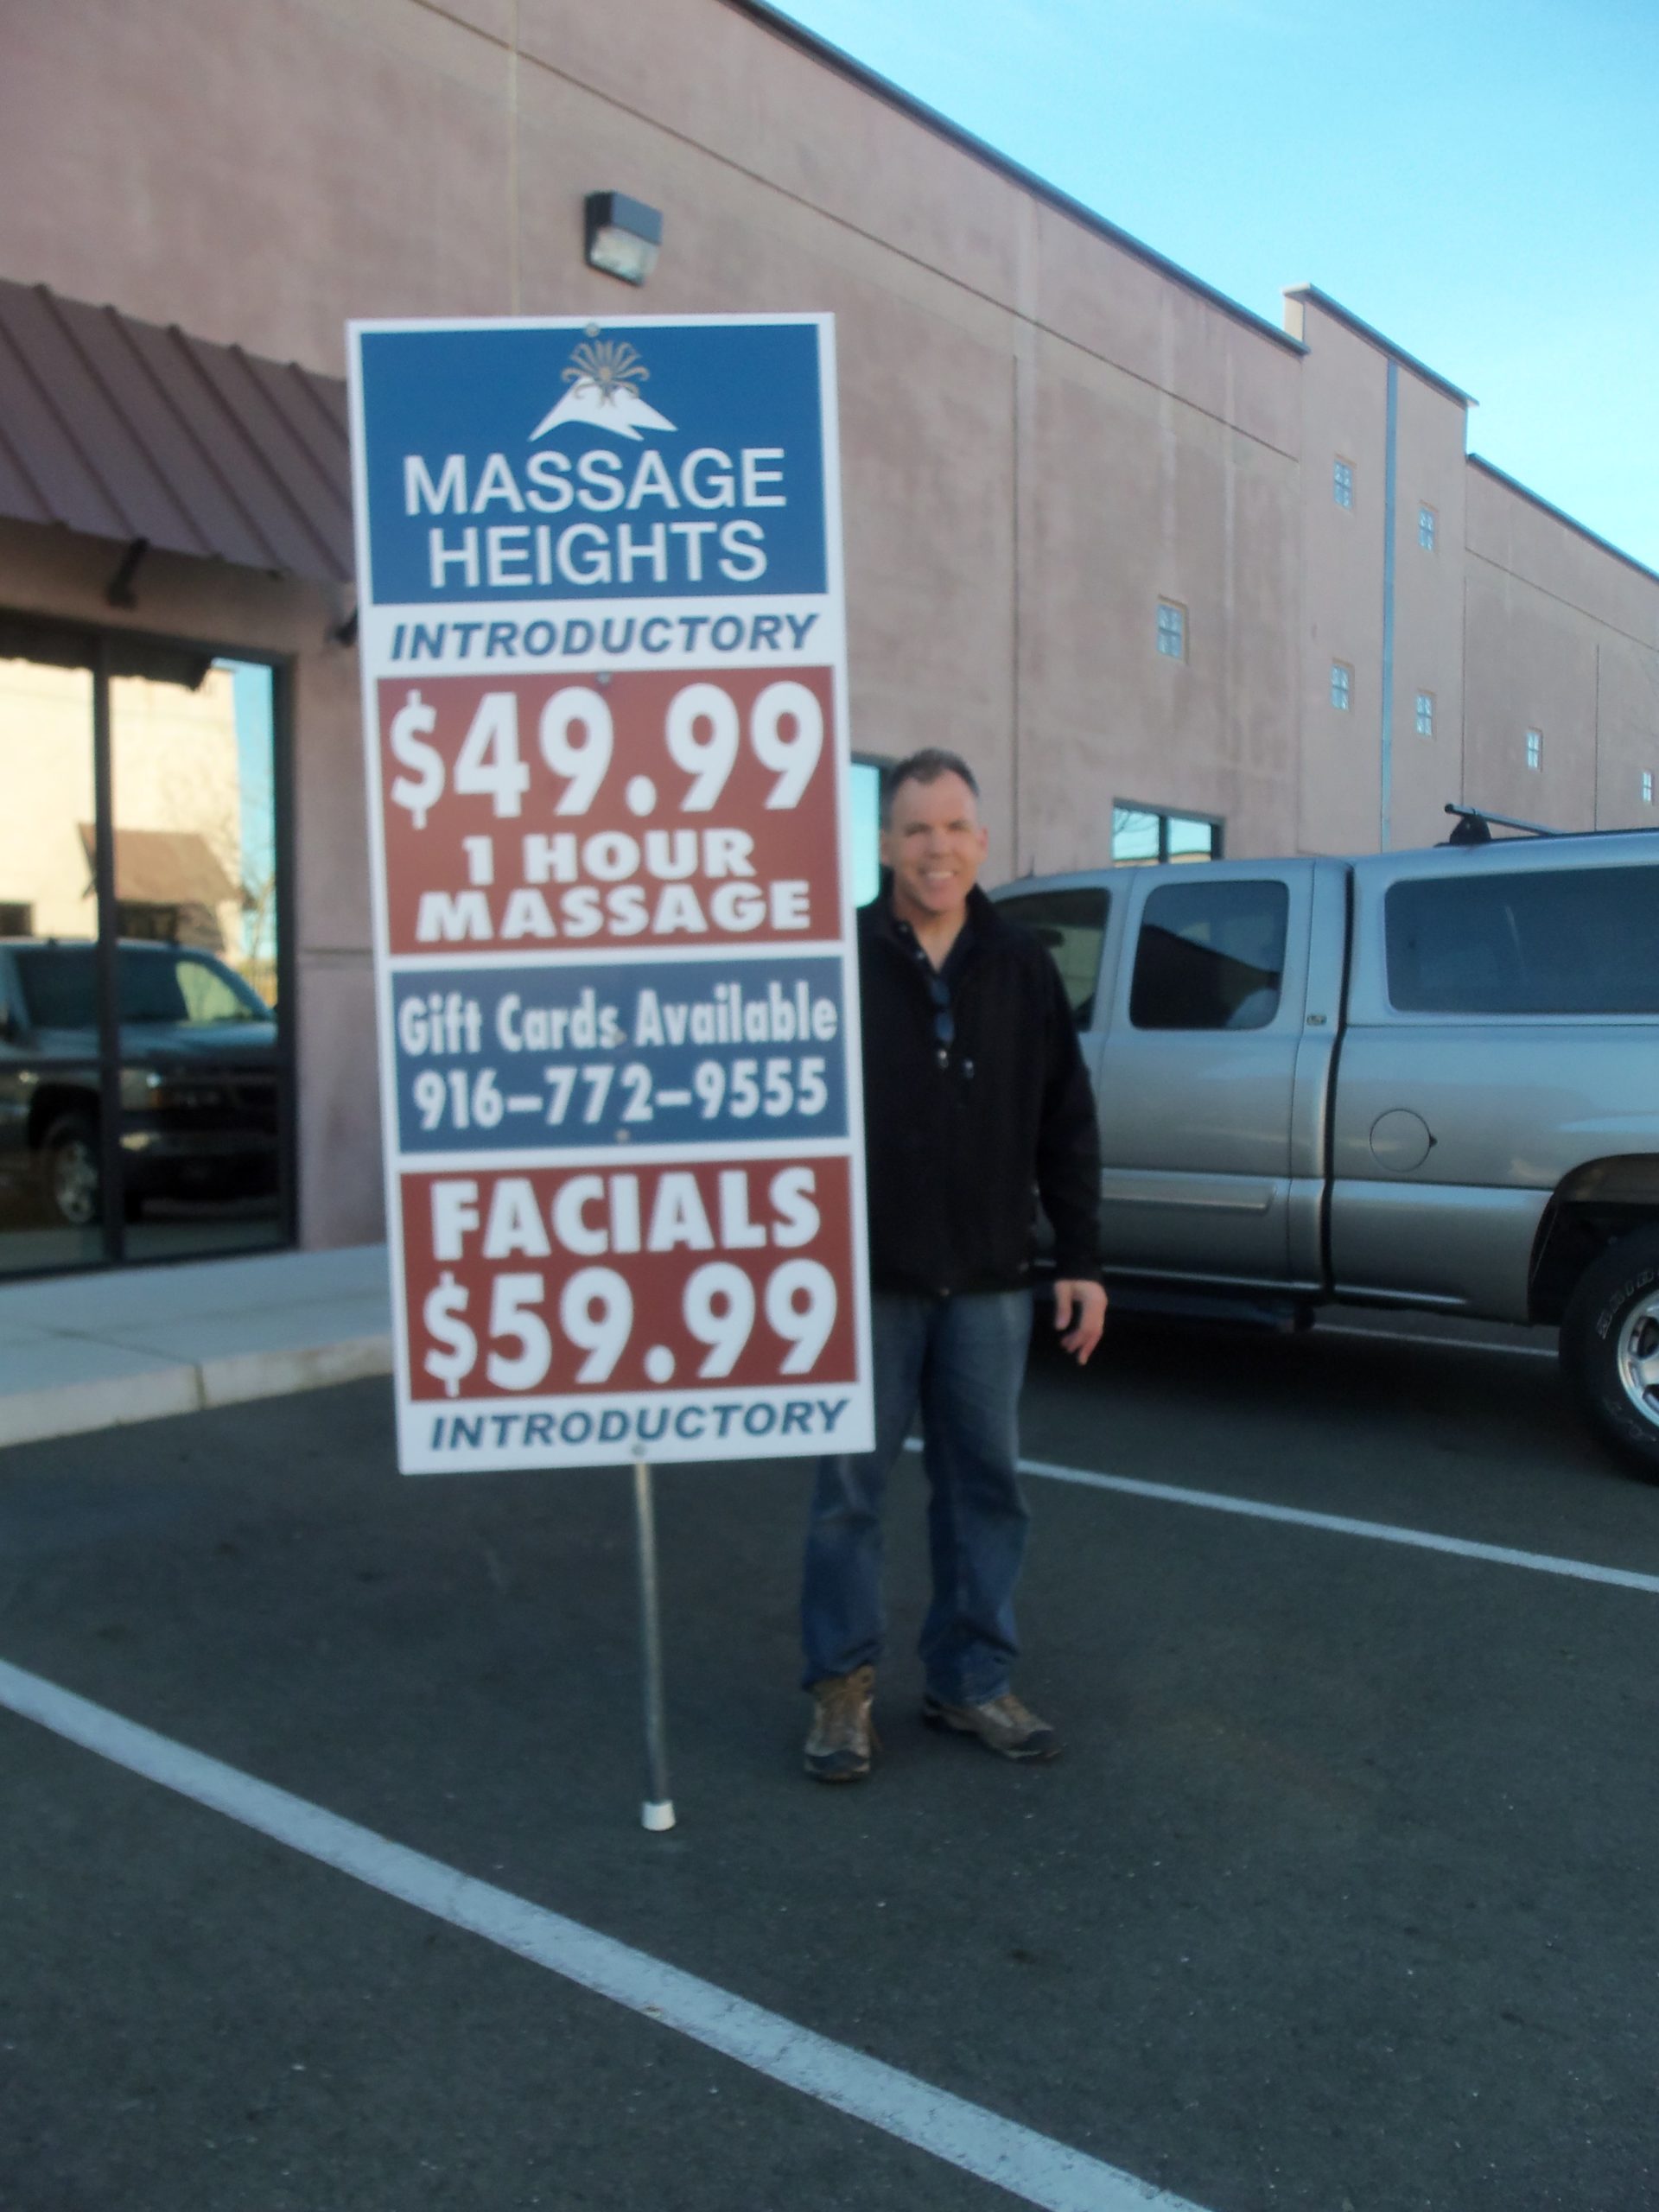 MASSAGE
HEIGHTS
INTRODUCTORY
$49.99
1 HOUR
MASSAGE
Gift Cards Available
916-772-9555
FACIALS
$59.99
INTRODUCTORY